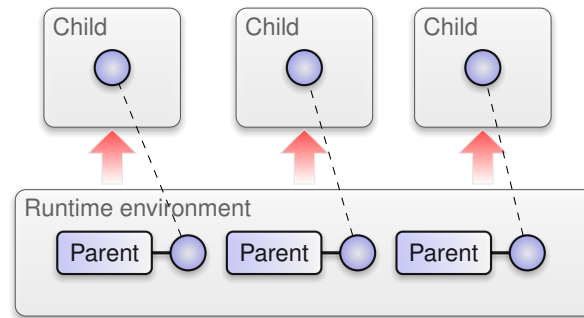 Child
Child
Child
Runtime environment
Parent
Parent
Parent